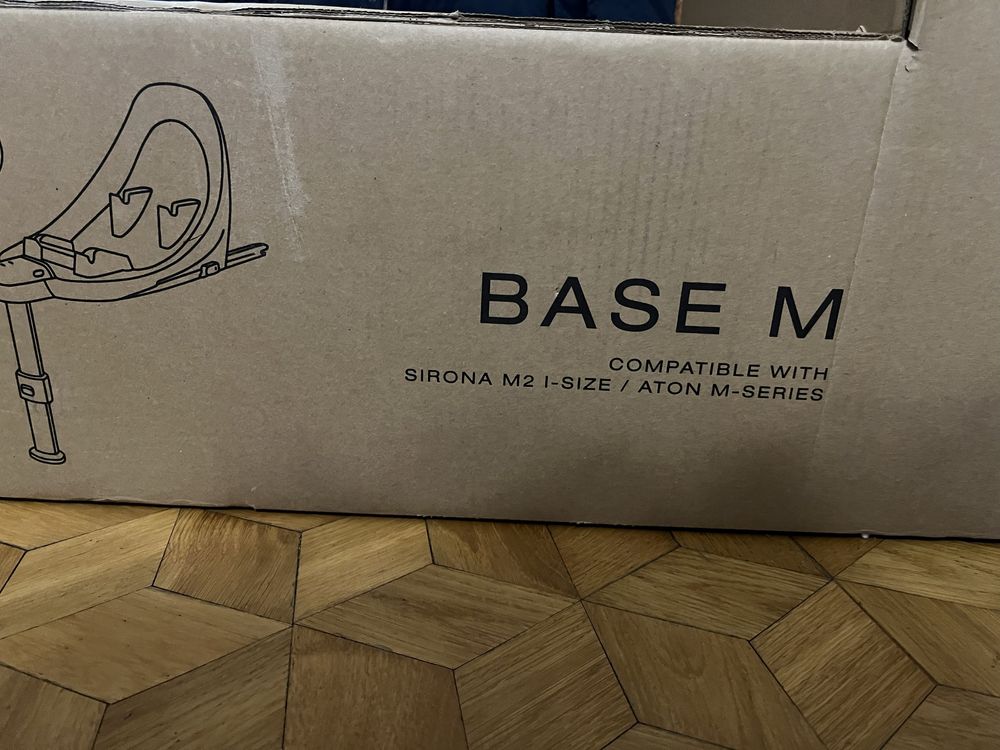 BASE M
COMPATIBLE WITH
SIRONA M2 I-SIZE / ATON M-SERIES